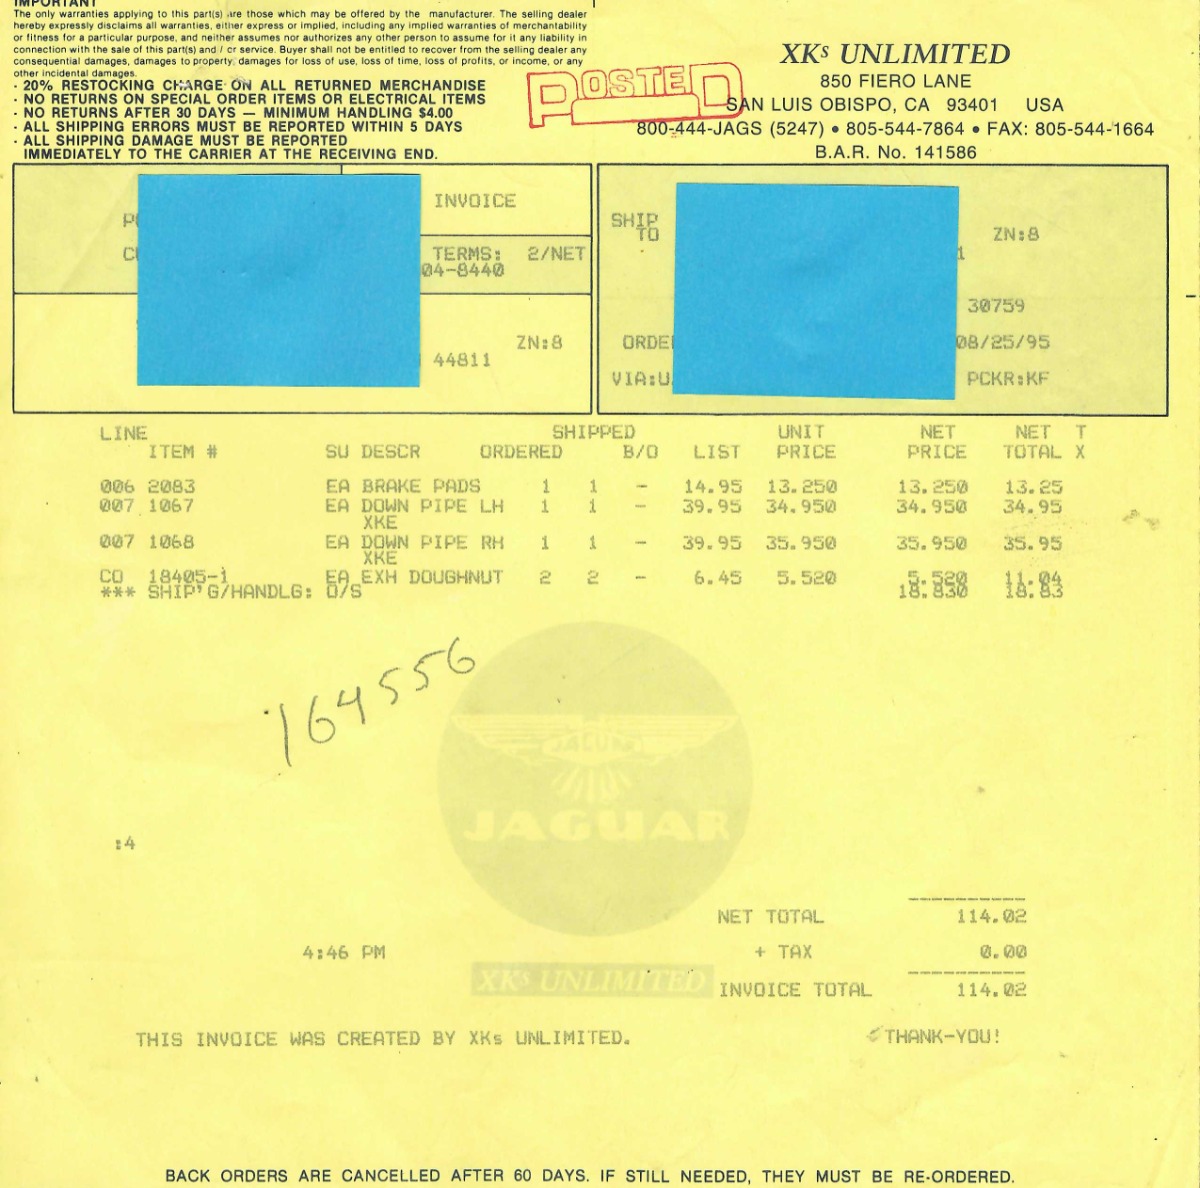 IMPORTANT
The only warranties applying to this part(s) are those which may be offered by the manufacturer. The selling dealer
hereby expressly disclaims all warranties, either express or implied, including any implied warranties of merchantability
or fitness for a particular purpose, and neither assumes nor authorizes any other person to assume for it any liability in
connection with the sale of this part(s) and / or service. Buyer shall not be entitled to recover from the selling dealer any
consequential damages, damages to property, damages for loss of use, loss of time, loss of profits, or income, or any
other incidental damages.
· 20% RESTOCKING CHARGE ON ALL RETURNED MERCHANDISE
· NO RETURNS ON SPECIAL ORDER ITEMS OR ELECTRICAL ITEMS
· NO RETURNS AFTER 30 DAYS — MINIMUM HANDLING $4.00
· ALL SHIPPING ERRORS MUST BE REPORTED WITHIN 5 DAYS
· ALL SHIPPING DAMAGE MUST BE REPORTED
IMMEDIATELY TO THE CARRIER AT THE RECEIVING END.
POSTED
XKs UNLIMITED
850 FIERO LANE
SAN LUIS OBISPO, CA 93401 USA
800-444-JAGS (5247) • 805-544-7864 • FAX: 805-544-1664
B.A.R. No. 141586
INVOICE
TERMS: 2/NET
04-8440
ZN:8
44811
SHIP
TO
ZN:8
1
30759
ORDE 08/25/95
VIA:U PCKR:KF
LINE SHIPPED UNIT NET NET T
ITEM # SU DESCR ORDERED B/O LIST PRICE PRICE TOTAL X
006 2083 EA BRAKE PADS 1 1 - 14.95 13.250 13.250 13.25
007 1067 EA DOWN PIPE LH 1 1 - 39.95 34.950 34.950 34.95
XKE
007 1068 EA DOWN PIPE RH 1 1 - 39.95 35.950 35.950 35.95
XKE
CO 18405-1 EA EXH DOUGHNUT 2 2 - 6.45 5.520 5.520 11.04
*** SHIP'G/HANDLG: O/S 18.830 18.83
164556
JAGUAR
JAGUAR
:4
NET TOTAL 114.02
4:46 PM + TAX 0.00
XKs UNLIMITED
INVOICE TOTAL 114.02
THIS INVOICE WAS CREATED BY XKs UNLIMITED. THANK-YOU!
BACK ORDERS ARE CANCELLED AFTER 60 DAYS. IF STILL NEEDED, THEY MUST BE RE-ORDERED.